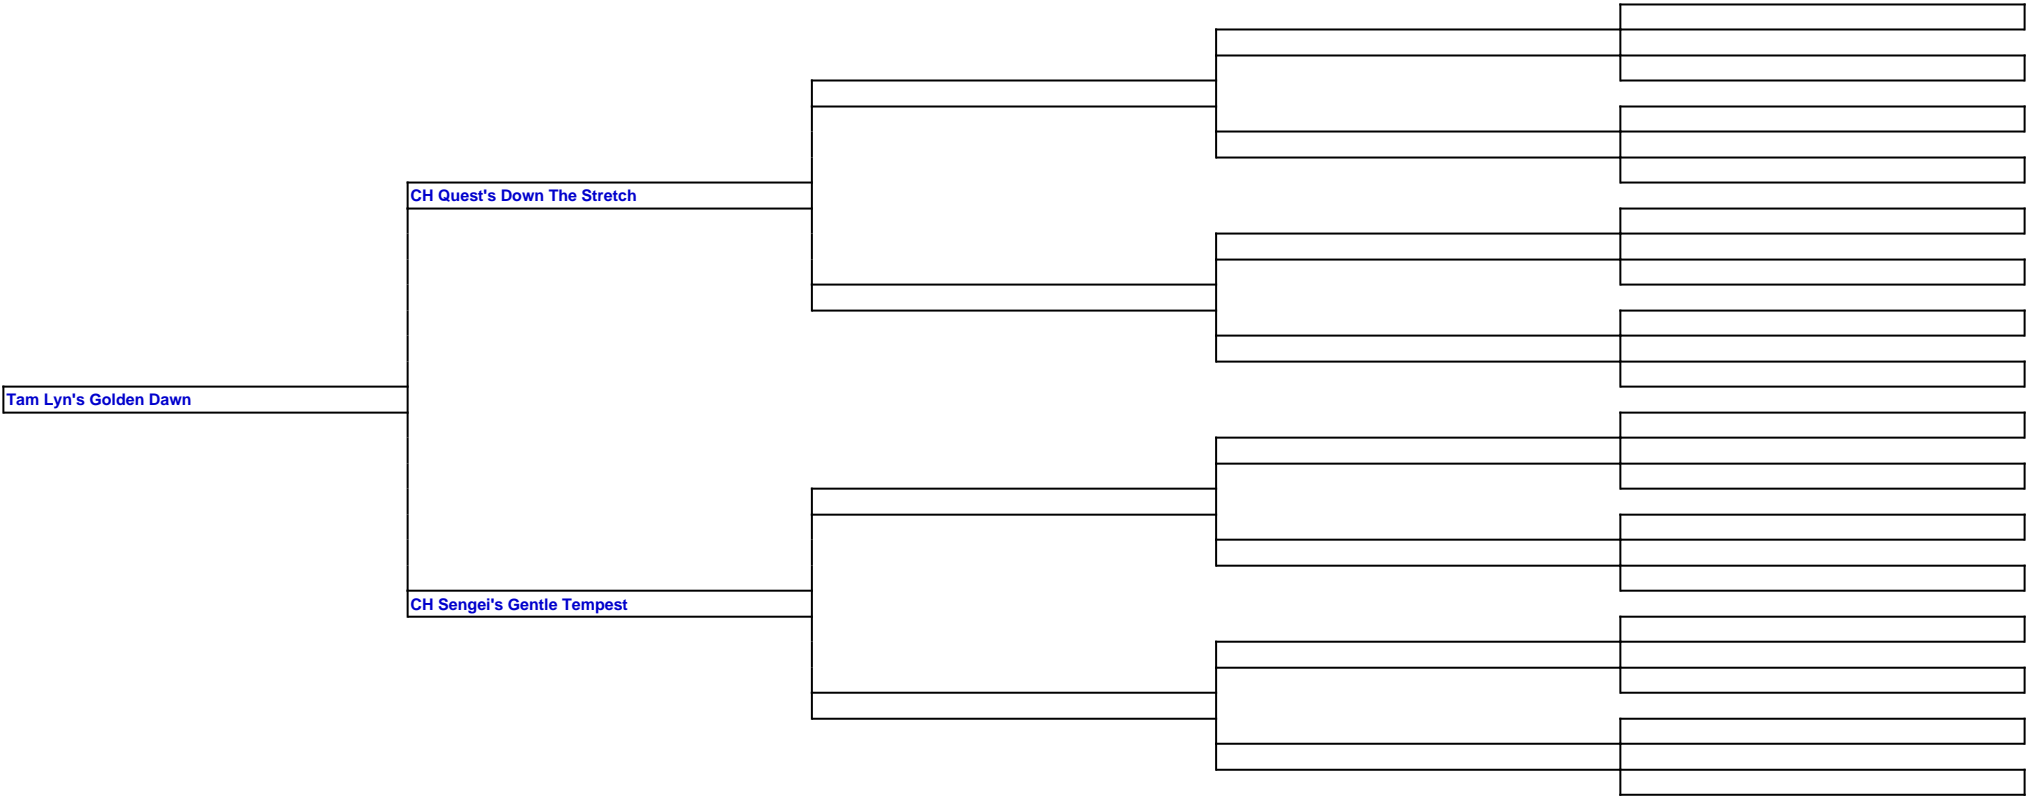 CH Quest's Down The Stretch
Tam Lyn's Golden Dawn
CH Sengei's Gentle Tempest